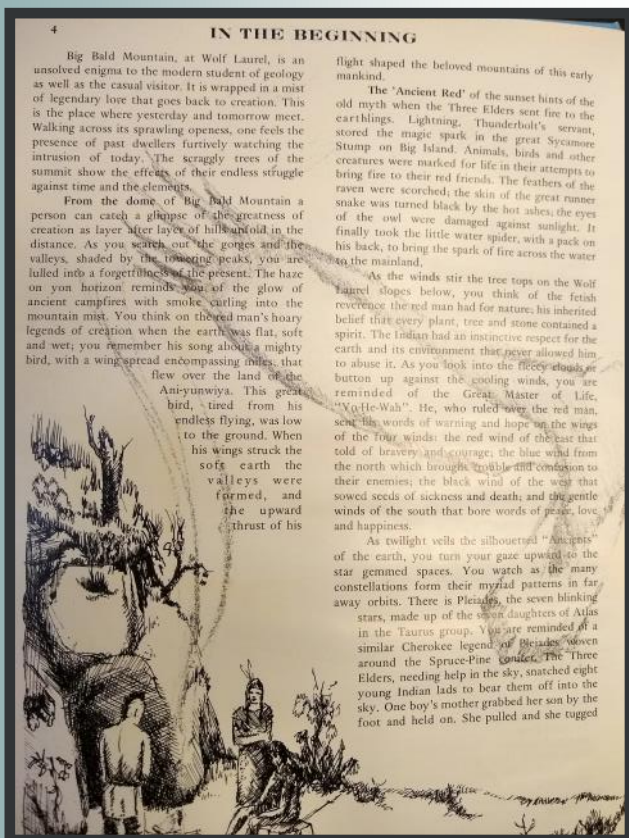 4
IN THE BEGINNING
Big Bald Mountain, at Wolf Laurel, is an
unsolved enigma to the modern student of geology
as well as the casual visitor. It is wrapped in a mist
of legendary lore that goes back to creation. This
is the place where yesterday and tomorrow meet.
Walking across its sprawling openess, one feels the
presence of past dwellers furtively watching the
intrusion of today. The scraggly trees of the
summit show the effects of their endless struggle
against time and the elements.
From the dome of Big Bald Mountain a
person can catch a glimpse of the greatness of
creation as layer after layer of hills unfold in the
distance. As you search out the gorges and the
valleys, shaded by the towering peaks, you are
lulled into a forgetfulness of the present. The haze
on yon horizon reminds you of the glow of
ancient campfires with smoke curling into the
mountain mist. You think on the red man's hoary
legends of creation when the earth was flat, soft
and wet; you remember his song about a mighty
bird, with a wing spread encompassing miles, that
flew over the land of the
Ani-yunwiya. This great
bird, tired from his
endless flying, was low
to the ground. When
his wings struck the
soft earth the
valleys were
formed, and
the upward
thrust of his
flight shaped the beloved mountains of this early
mankind.
The 'Ancient Red' of the sunset hints of the
old myth when the Three Elders sent fire to the
earthlings. Lightning, Thunderbolt's servant,
stored the magic spark in the great Sycamore
Stump on Big Island. Animals, birds and other
creatures were marked for life in their attempts to
bring fire to their red friends. The feathers of the
raven were scorched; the skin of the great runner
snake was turned black by the hot ashes; the eyes
of the owl were damaged against sunlight. It
finally took the little water spider, with a pack on
his back, to bring the spark of fire across the water
to the mainland.
As the winds stir the tree tops on the Wolf
Laurel slopes below, you think of the fetish
reverence the red man had for nature; his inherited
belief that every plant, tree and stone contained a
spirit. The Indian had an instinctive respect for the
earth and its environment that never allowed him
to abuse it. As you look into the fleecy clouds or
button up against the cooling winds, you are
reminded of the Great Master of Life,
"Yo-He-Wah". He, who ruled over the red man,
sent his words of warning and hope on the wings
of the four winds: the red wind of the east that
told of bravery and courage; the blue wind from
the north which brought trouble and confusion to
their enemies; the black wind of the west that
sowed seeds of sickness and death; and the gentle
winds of the south that bore words of peace, love
and happiness.
As twilight veils the silhouetted "Ancients"
of the earth, you turn your gaze upward to the
star gemmed spaces. You watch as the many
constellations form their myriad patterns in far
away orbits. There is Pleiades, the seven blinking
stars, made up of the seven daughters of Atlas
in the Taurus group. You are reminded of a
similar Cherokee legend of Pleiades woven
around the Spruce-Pine conifer. The Three
Elders, needing help in the sky, snatched eight
young Indian lads to bear them off into the
sky. One boy's mother grabbed her son by the
foot and held on. She pulled and she tugged